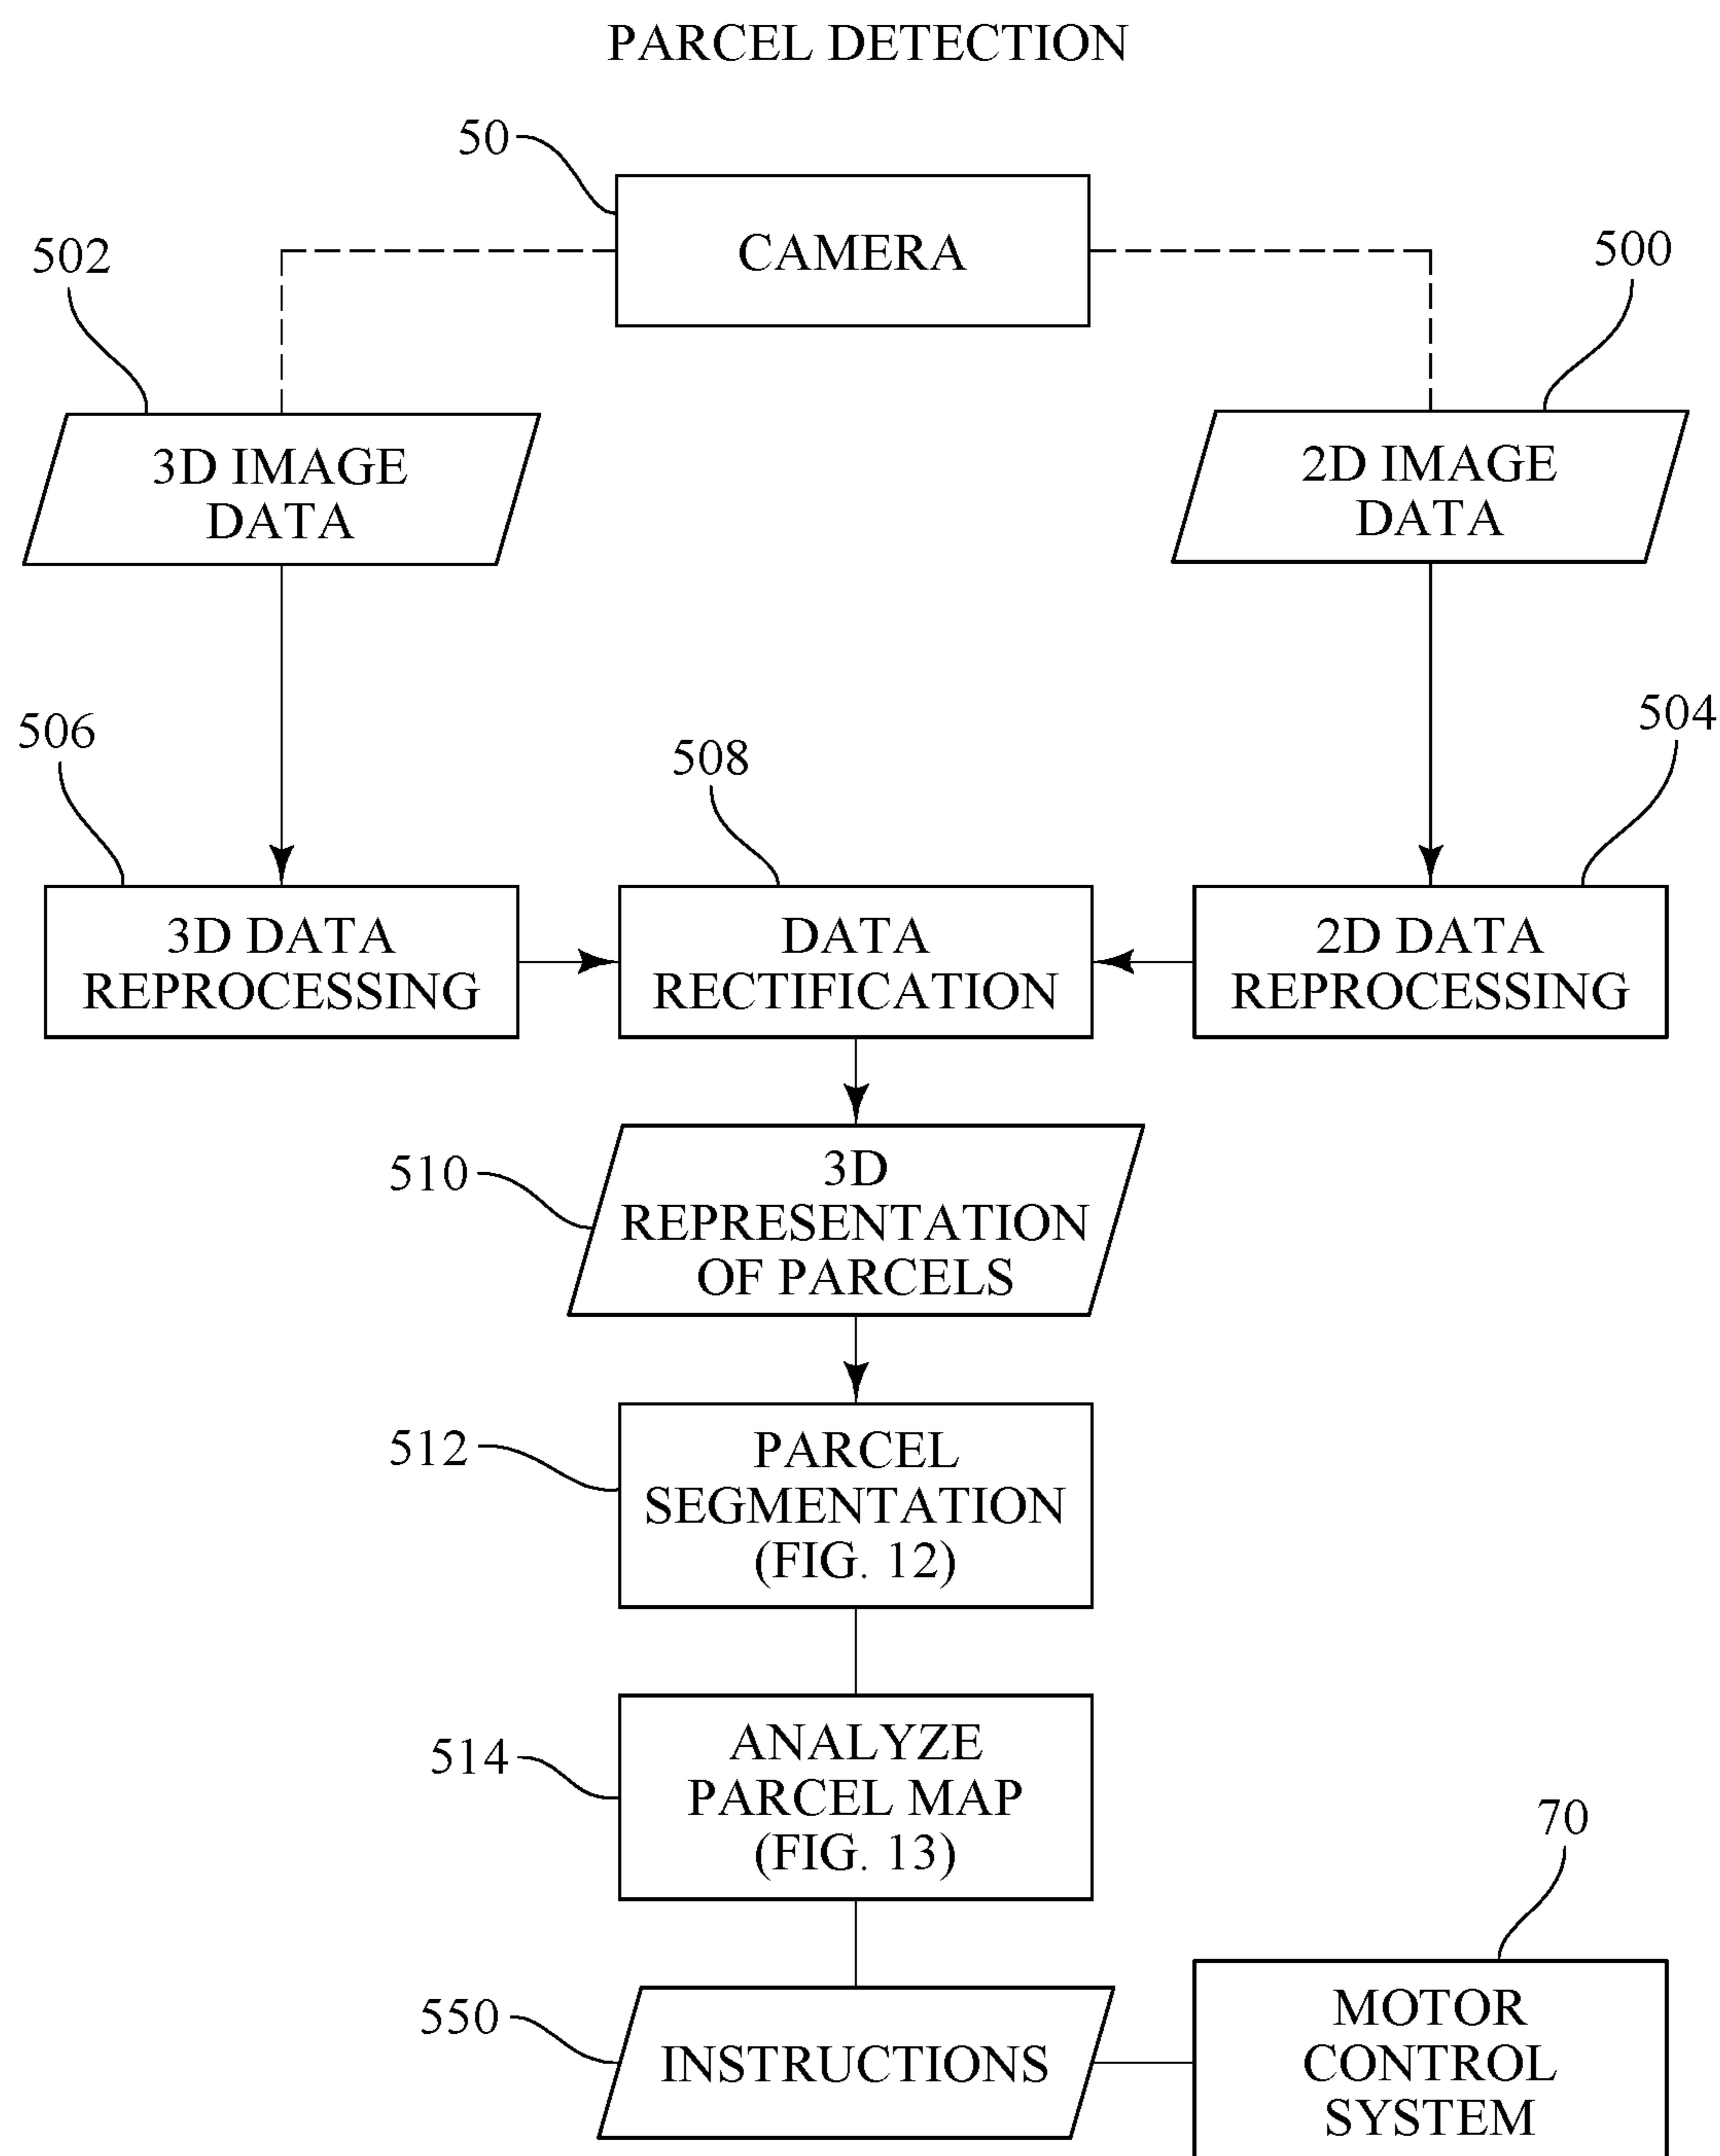 PARCEL DETECTION
50
CAMERA
502
500
3D IMAGE
DATA
2D IMAGE
DATA
506
508
504
3D DATA
REPROCESSING
DATA
RECTIFICATION
2D DATA
REPROCESSING
510
3D
REPRESENTATION
OF PARCELS
512
PARCEL
SEGMENTATION
(FIG. 12)
514
ANALYZE
PARCEL MAP
(FIG. 13)
70
550
INSTRUCTIONS
MOTOR
CONTROL
SYSTEM